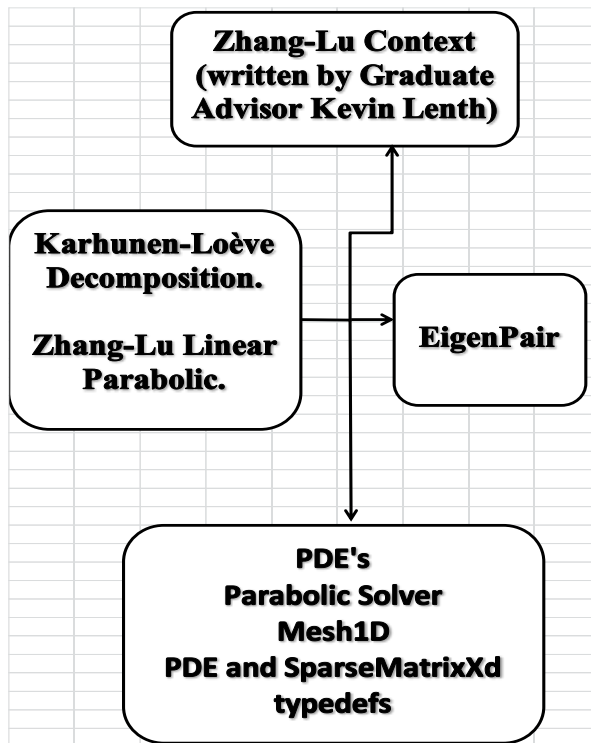 Zhang-Lu Context
(written by Graduate
Advisor Kevin Lenth)
Karhunen-Loève
Decomposition.
Zhang-Lu Linear
Parabolic.
EigenPair
PDE's
Parabolic Solver
Mesh1D
PDE and SparseMatrixXd
typedefs